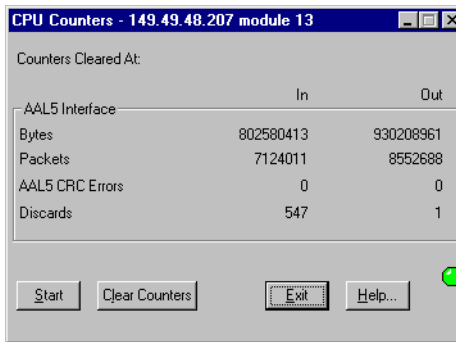 CPU Counters - 149.49.48.207 module 13
Counters Cleared At:
In Out
AAL5 Interface
Bytes 802580413 930208961
Packets 7124011 8552688
AAL5 CRC Errors 0 0
Discards 547 1
Start Clear Counters Exit Help...